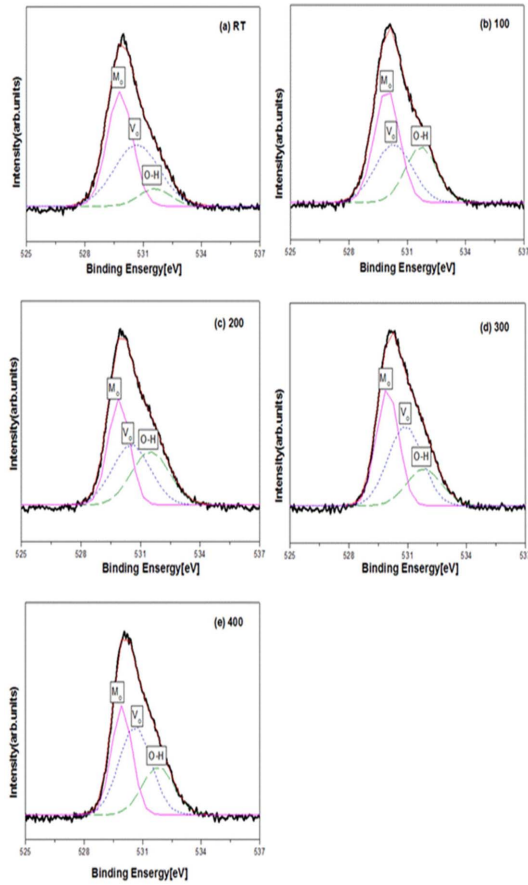 (a) RT
M₀
V₀
O-H
Intensity(arb.units)
525 528 531 534 537
Binding Ensergy[eV]
(b) 100
M₀
V₀
O-H
Intensity(arb.units)
525 528 531 534 537
Binding Ensergy[eV]
(c) 200
M₀
V₀
O-H
Intensity(arb.units)
525 528 531 534 537
Binding Ensergy[eV]
(d) 300
M₀
V₀
O-H
Intensity(arb.units)
525 528 531 534 537
Binding Ensergy[eV]
(e) 400
M₀
V₀
O-H
Intensity(arb.units)
525 528 531 534 537
Binding Ensergy[eV]